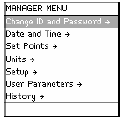 MANAGER MENU
Change ID and Password →
Date and Time →
Set Points →
Units →
Setup →
User Parameters →
History →